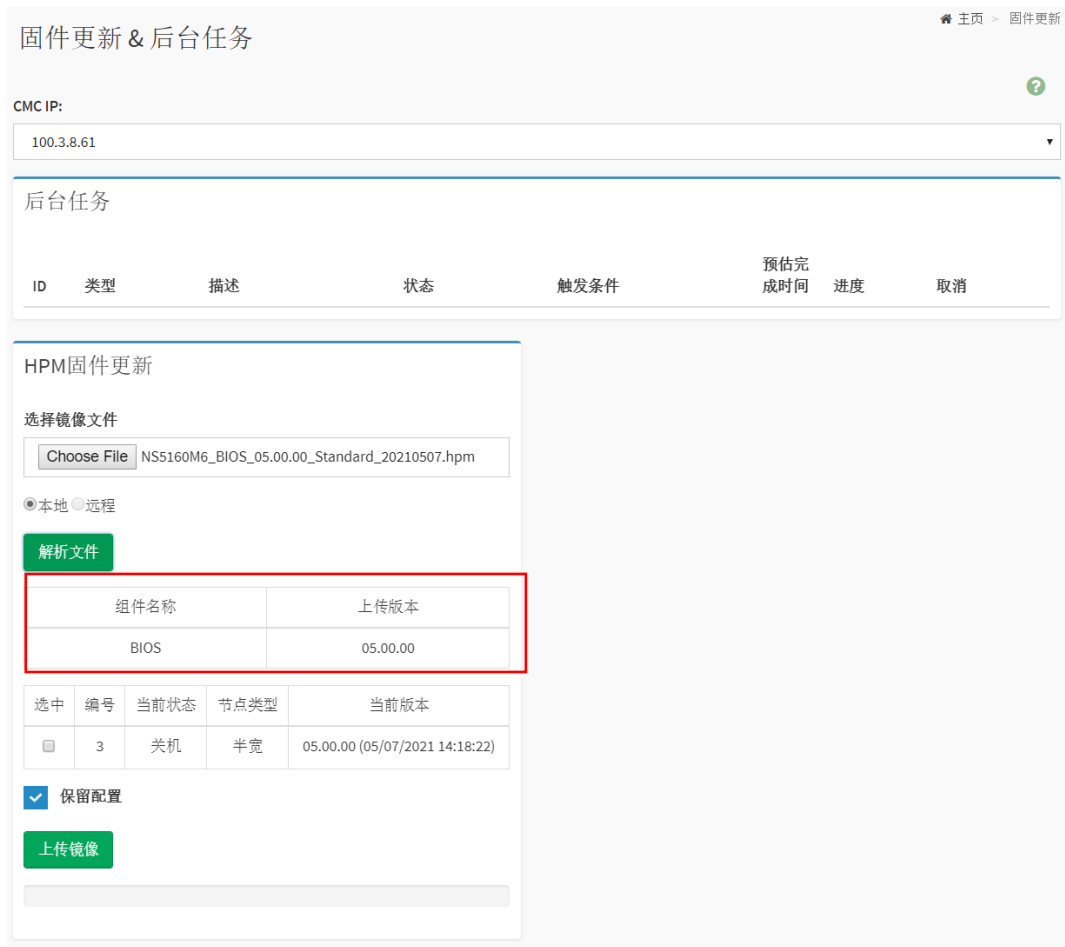 主页 > 固件更新
固件更新 & 后台任务
?
CMC IP:
100.3.8.61
后台任务
ID 类型 描述 状态 触发条件 预估完成时间 进度 取消
HPM固件更新
选择镜像文件
Choose File NS5160M6_BIOS_05.00.00_Standard_20210507.hpm
本地 远程
解析文件
组件名称 上传版本
BIOS 05.00.00
选中 编号 当前状态 节点类型 当前版本
3 关机 半宽 05.00.00 (05/07/2021 14:18:22)
保留配置
上传镜像